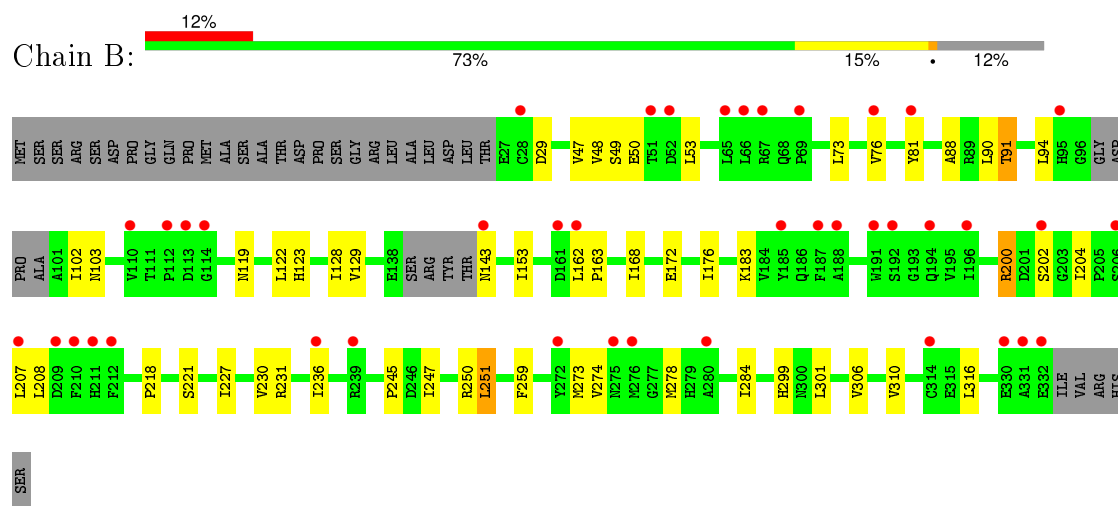 12%
Chain B:
73% 15% • 12%
MET SER SER ARG SER ASP PRO GLY GLN PRO MET ALA SER ALA THR ASP PRO SER GLY ARG LEU ALA LEU ASP LEU THR E27 C28 D29 V47 V48 S49 E50 T51 D52 L53 L65 L66 R67 Q68 P69 L73 V76 Y81 A88 R89 L90 T91 L94 H95 G96 GLY ASP
PRO ALA A101 I102 N103 V110 T111 P112 D113 G114 N119 L122 H123 I128 V129 E138 SER ARG TYR THR N143 I153 D161 L162 P163 I168 E172 I176 K183 V184 Y185 Q186 F187 A188 W191 S192 G193 Q194 V195 I196 R200 D201 S202 G203 I204 P205 S206
L207 L208 D209 F210 H211 F212 P218 S221 I227 V230 R231 I236 R239 P245 D246 I247 R250 L251 F259 Y272 M273 V274 N275 M276 G277 M278 H279 A280 I284 H299 N300 L301 V306 V310 C314 E315 L316 E330 A331 E332 ILE VAL ARG HIS
SER